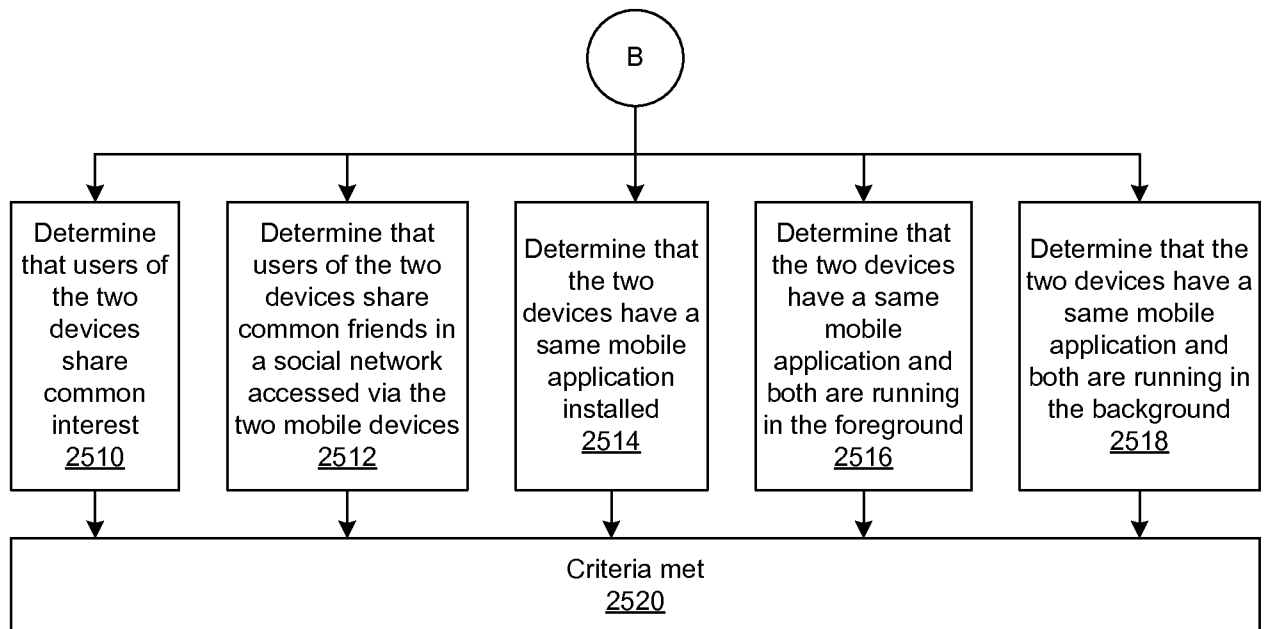 B
Determine
that users of
the two
devices
share
common
interest
2510
Determine that
users of the two
devices share
common friends in
a social network
accessed via the
two mobile devices
2512
Determine that
the two
devices have a
same mobile
application
installed
2514
Determine that
the two devices
have a same
mobile
application and
both are running
in the foreground
2516
Determine that the
two devices have a
same mobile
application and
both are running in
the background
2518
Criteria met
2520